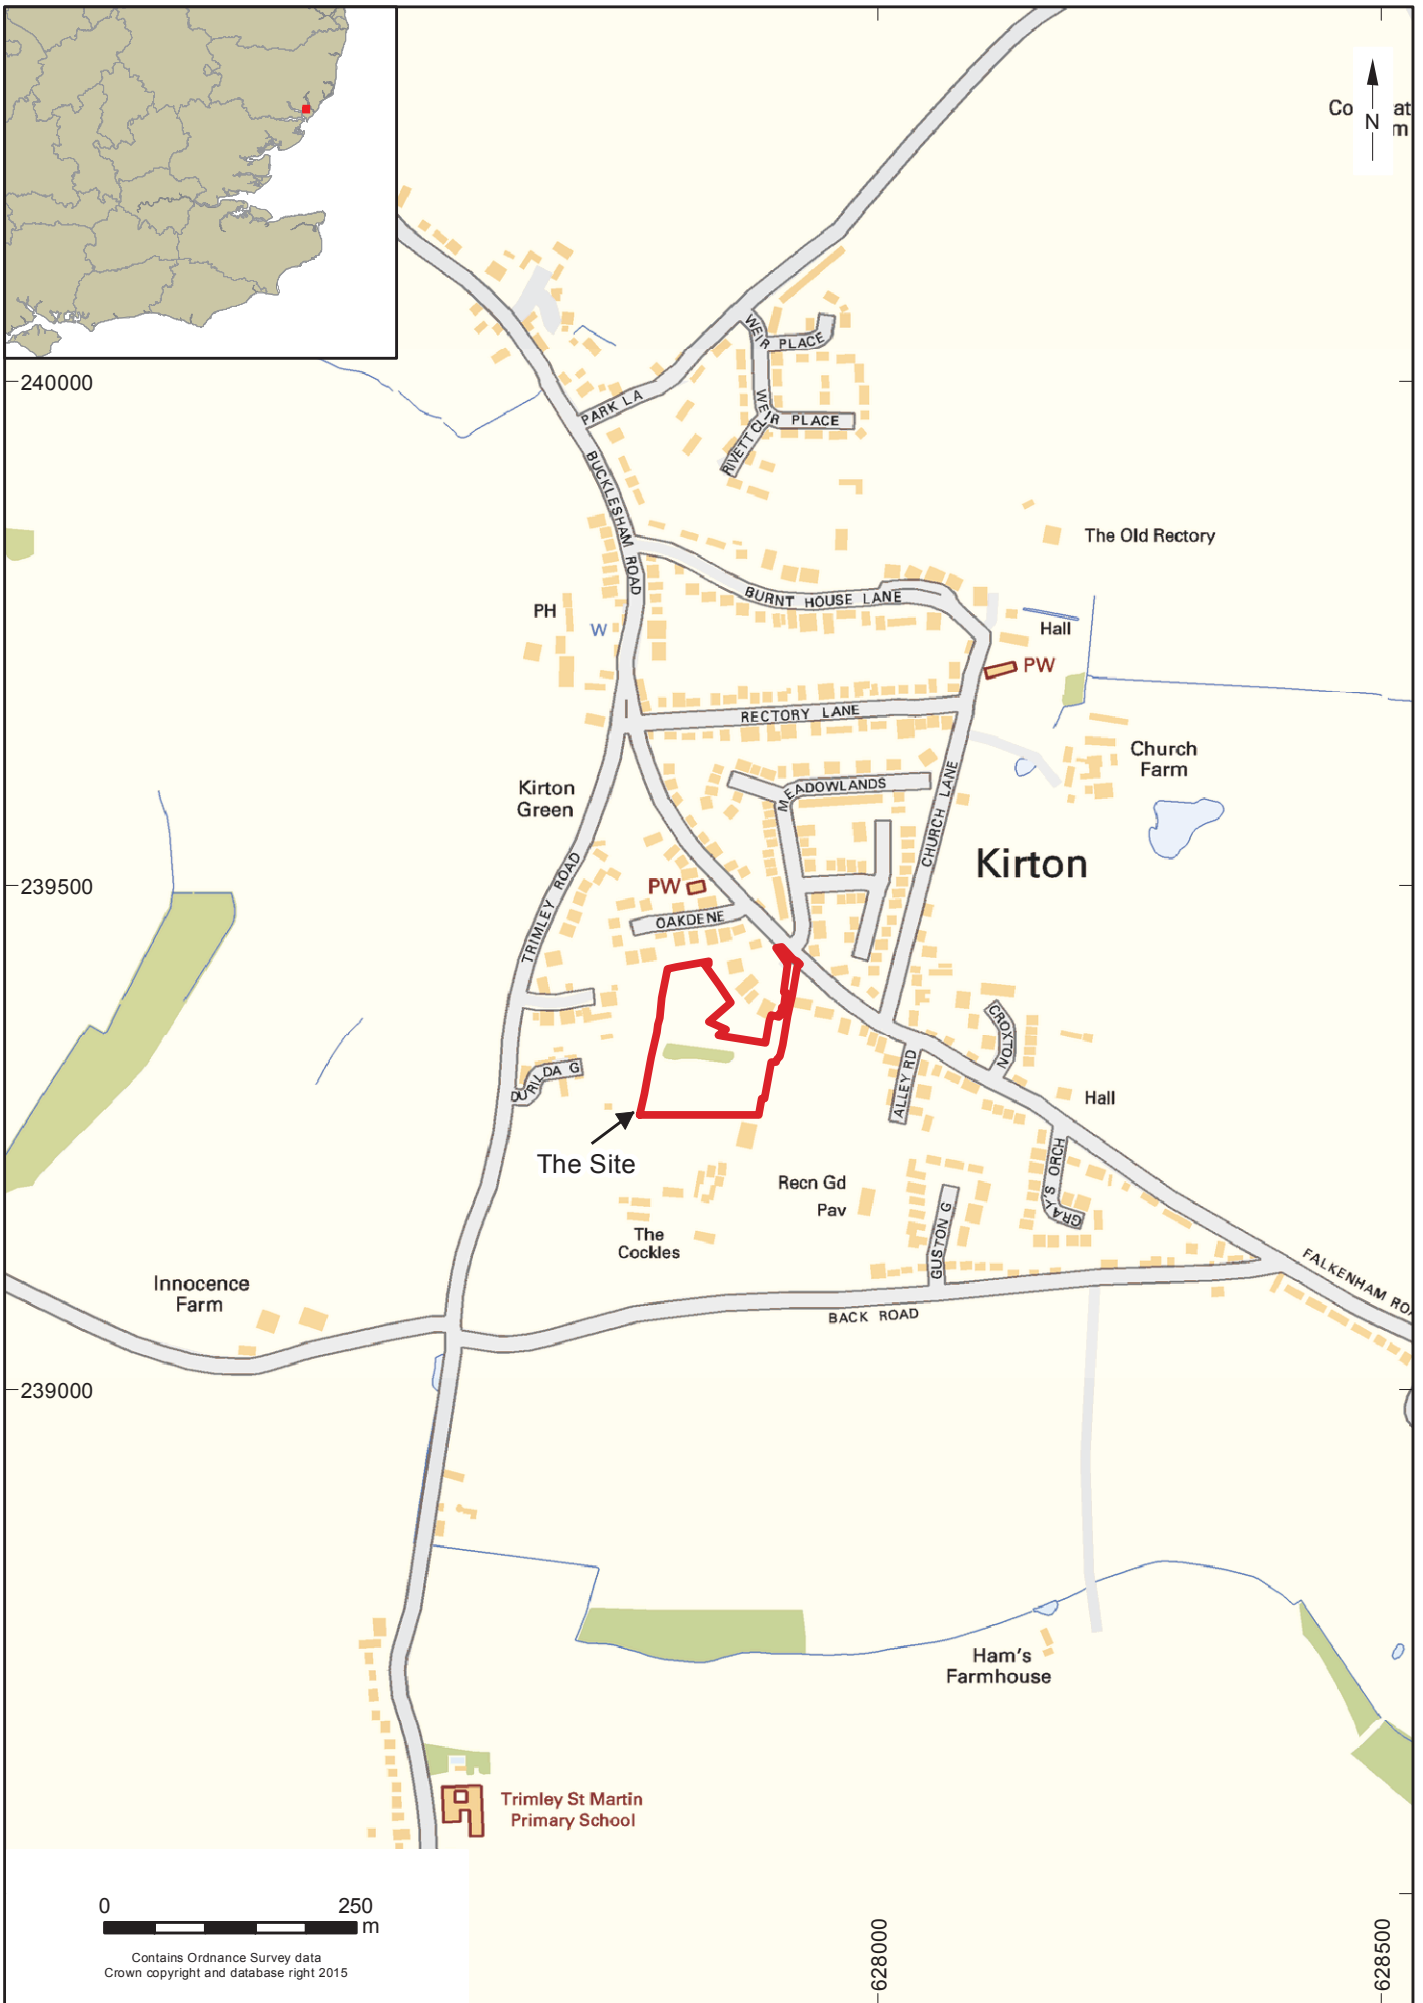 N
240000
WEIR PLACE
PARK LA
WEIR PLACE
RIVETT CL
BUCKLESHAM ROAD
The Old Rectory
BURNT HOUSE LANE
PH
W
Hall
PW
RECTORY LANE
Church
Farm
Kirton
Green
MEADOWLANDS
CHURCH LANE
Kirton
TRIMLEY ROAD
239500
PW
OAKDENE
CROXTON
ALLEY RD
Hall
The Site
GRAY'S ORCH
Recn Gd
Pav
GUSTON G
The
Cockles
Innocence
Farm
BACK ROAD
239000
Ham's
Farmhouse
Trimley St Martin
Primary School
0 250
m
Contains Ordnance Survey data
Crown copyright and database right 2015
628000
628500